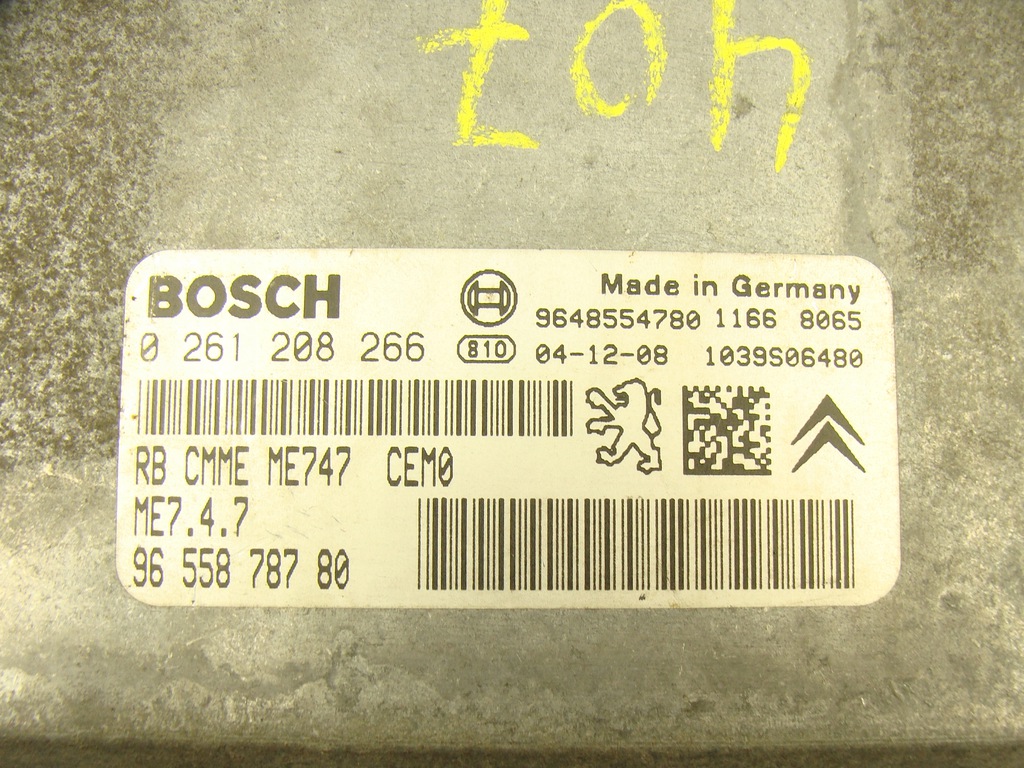 407
BOSCH
Made in Germany
9648554780 1166 8065
0 261 208 266 810 04-12-08 1039S06480
RB CMME ME747 CEM0
ME7.4.7
96 558 787 80